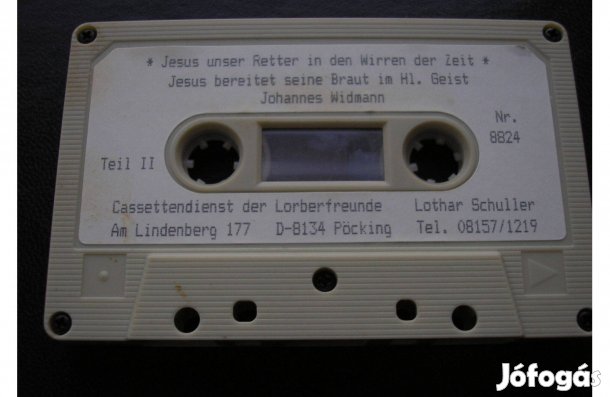 * Jesus unser Retter in den Wirren der Zeit *
Jesus bereitet seine Braut im Hl. Geist
Johannes Widmann
Nr.
8824
Teil II
Cassettendienst der Lorberfreunde Lothar Schuller
Am Lindenberg 177 D-8134 Pöcking Tel. 08157/1219
Jófogás